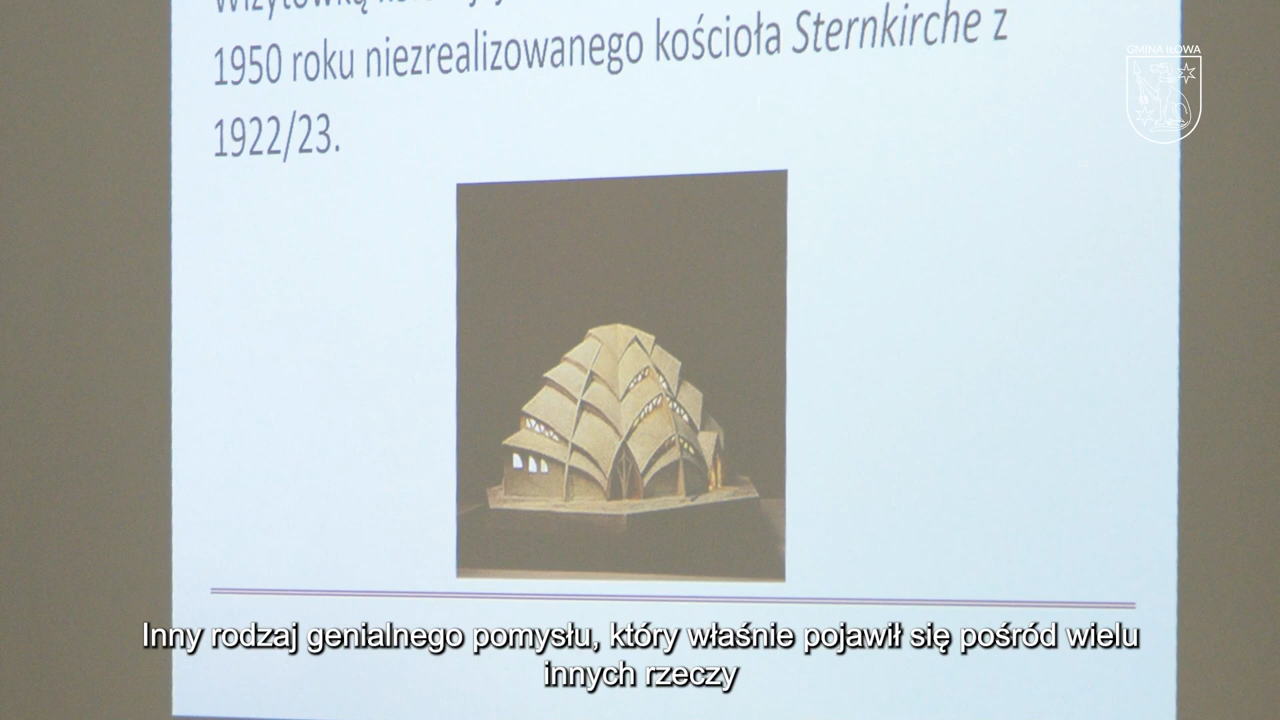 1950 roku niezrealizowanego kościoła Sternkirche z
1922/23.
GMINA IŁOWA
Inny rodzaj genialnego pomysłu, który właśnie pojawił się pośród wielu
innych rzeczy